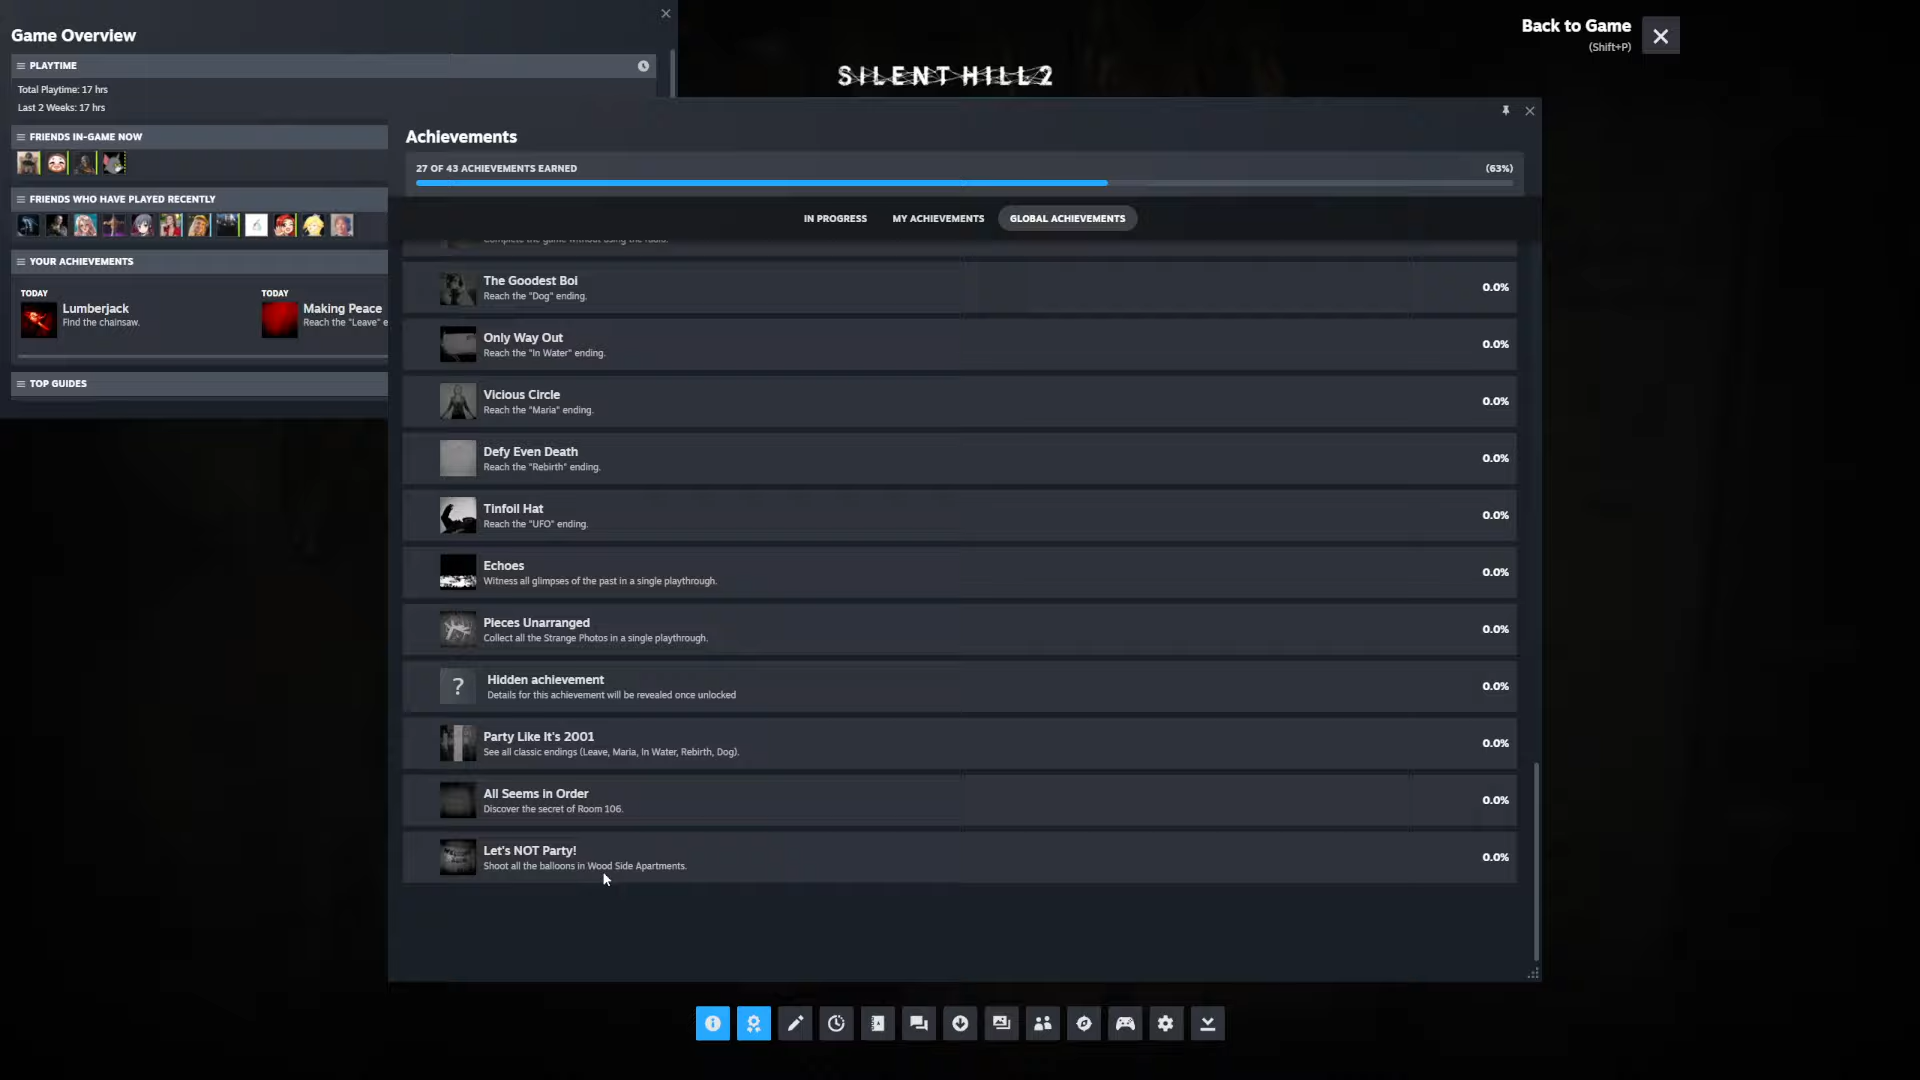 Game Overview
PLAYTIME
Total Playtime: 17 hrs
Last 2 Weeks: 17 hrs
FRIENDS IN-GAME NOW
FRIENDS WHO HAVE PLAYED RECENTLY
YOUR ACHIEVEMENTS
TODAY
Lumberjack
Find the chainsaw.
TODAY
Making Peace
Reach the "Leave" e
TOP GUIDES
SILENT HILL 2
Back to Game
(Shift+P)
Achievements
27 OF 43 ACHIEVEMENTS EARNED (63%)
IN PROGRESS MY ACHIEVEMENTS GLOBAL ACHIEVEMENTS
Complete the game without using the radio.
The Goodest Boi
Reach the "Dog" ending.
0.0%
Only Way Out
Reach the "In Water" ending.
0.0%
Vicious Circle
Reach the "Maria" ending.
0.0%
Defy Even Death
Reach the "Rebirth" ending.
0.0%
Tinfoil Hat
Reach the "UFO" ending.
0.0%
Echoes
Witness all glimpses of the past in a single playthrough.
0.0%
Pieces Unarranged
Collect all the Strange Photos in a single playthrough.
0.0%
?
Hidden achievement
Details for this achievement will be revealed once unlocked
0.0%
Party Like It's 2001
See all classic endings (Leave, Maria, In Water, Rebirth, Dog).
0.0%
All Seems in Order
Discover the secret of Room 106.
0.0%
Let's NOT Party!
Shoot all the balloons in Wood Side Apartments.
0.0%